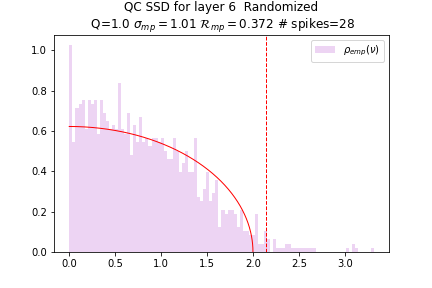 QC SSD for layer 6 Randomized
Q=1.0 σ_mp = 1.01 R_mp = 0.372 # spikes=28
ρ_emp(ν)
1.0
0.8
0.6
0.4
0.2
0.0
0.0 0.5 1.0 1.5 2.0 2.5 3.0